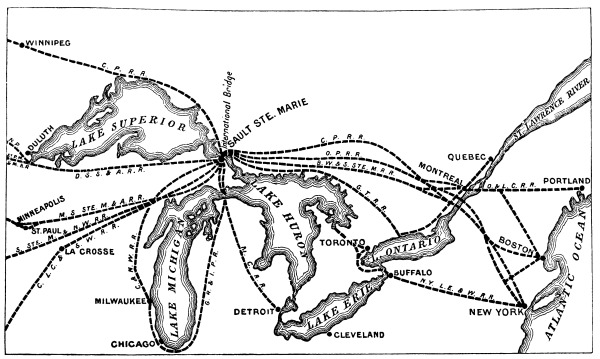 WINNIPEG
C. P. R. R.
International Bridge
SAULT STE. MARIE
LAKE SUPERIOR
DULUTH
D. S. S. & A. R. R.
C. P. R. R.
O. P. R. R.
ST. LAWRENCE RIVER
QUEBEC
MONTREAL
O. & L. C. R. R.
PORTLAND
MINNEAPOLIS
M. S. STE. M. & A. R. R.
ST. PAUL
LA CROSSE
LAKE HURON
G. T. R. R.
TORONTO
L. ONTARIO
BOSTON
BUFFALO
N.Y. L.E. & W. R.R.
NEW YORK
ATLANTIC OCEAN
C. & N. W. R. R.
LAKE MICHIGAN
G. R. & I. R. R.
M. C. R. R.
MILWAUKEE
DETROIT
LAKE ERIE
CHICAGO
CLEVELAND